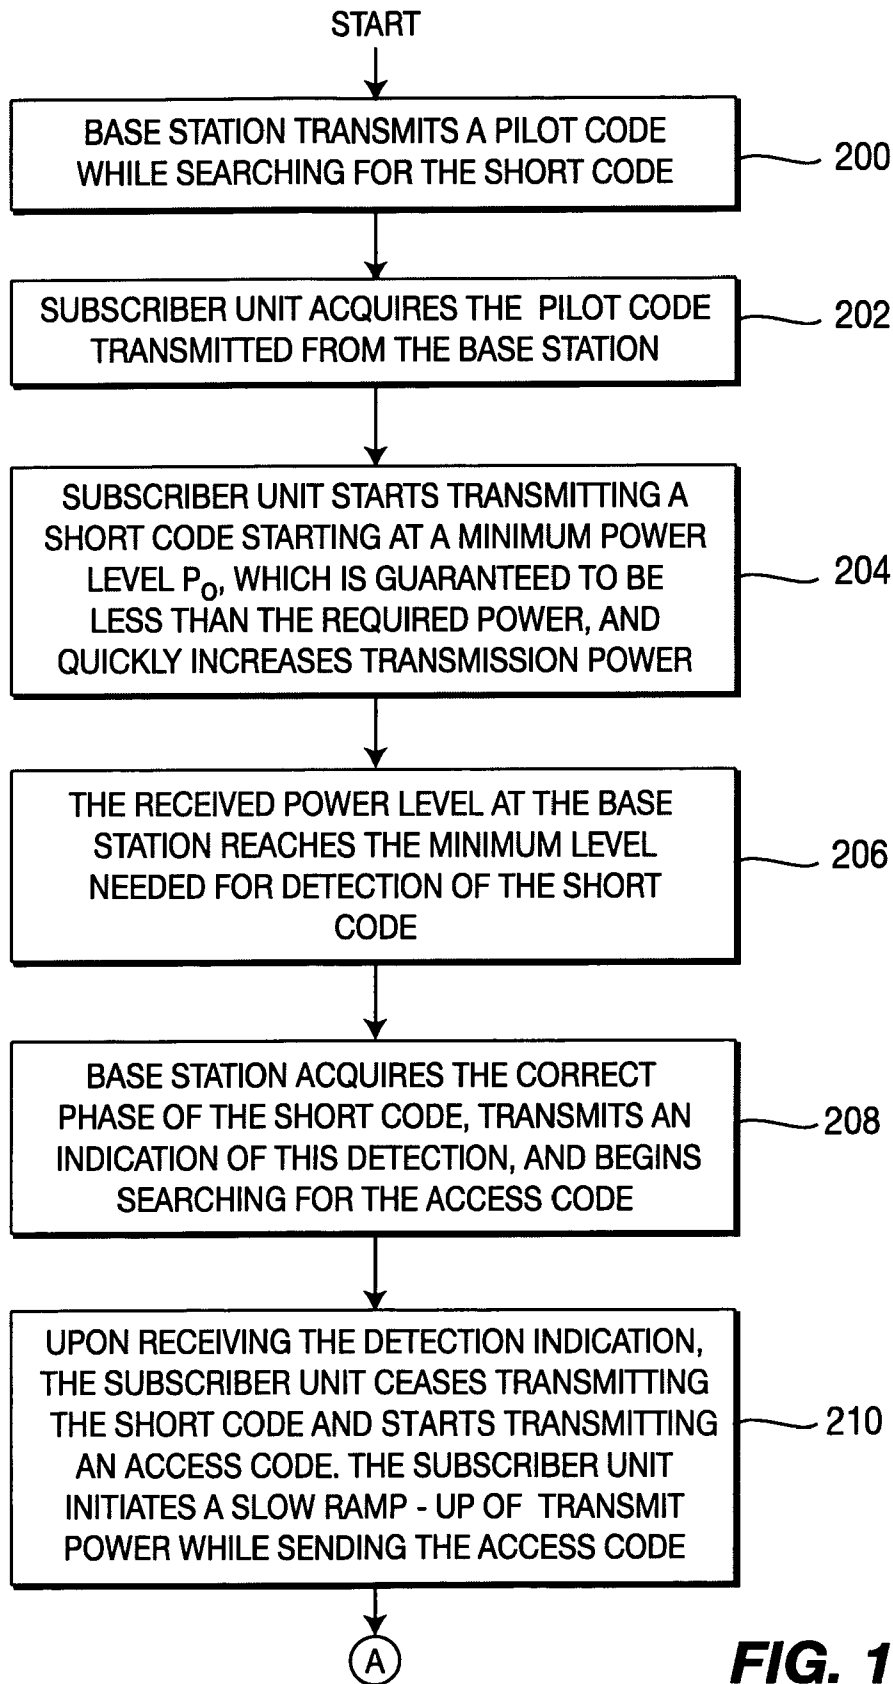 START
BASE STATION TRANSMITS A PILOT CODE
WHILE SEARCHING FOR THE SHORT CODE
200
SUBSCRIBER UNIT ACQUIRES THE PILOT CODE
TRANSMITTED FROM THE BASE STATION
202
SUBSCRIBER UNIT STARTS TRANSMITTING A
SHORT CODE STARTING AT A MINIMUM POWER
LEVEL PO, WHICH IS GUARANTEED TO BE
LESS THAN THE REQUIRED POWER, AND
QUICKLY INCREASES TRANSMISSION POWER
204
THE RECEIVED POWER LEVEL AT THE BASE
STATION REACHES THE MINIMUM LEVEL
NEEDED FOR DETECTION OF THE SHORT
CODE
206
BASE STATION ACQUIRES THE CORRECT
PHASE OF THE SHORT CODE, TRANSMITS AN
INDICATION OF THIS DETECTION, AND BEGINS
SEARCHING FOR THE ACCESS CODE
208
UPON RECEIVING THE DETECTION INDICATION,
THE SUBSCRIBER UNIT CEASES TRANSMITTING
THE SHORT CODE AND STARTS TRANSMITTING
AN ACCESS CODE. THE SUBSCRIBER UNIT
INITIATES A SLOW RAMP - UP OF TRANSMIT
POWER WHILE SENDING THE ACCESS CODE
210
A
FIG. 1